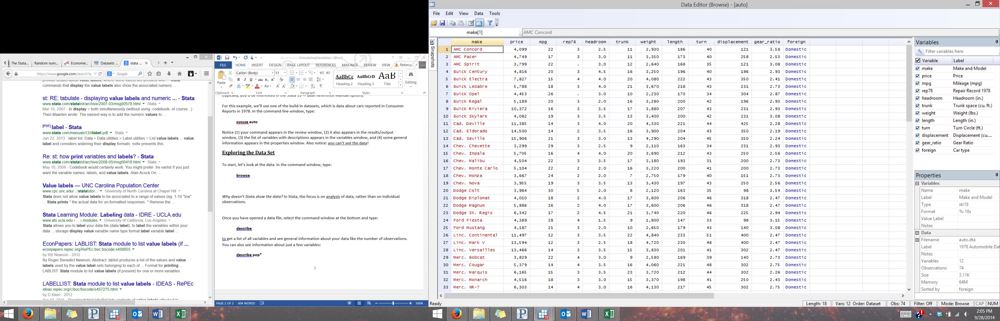 The Stata...
Random num...
Econome...
Datasets ...
stata ...
https://www.google.com/search?q
Google
commands that display the value labels also show the associated numeric ...
st: RE: tabulate - displaying value labels and numeric ... - Stata
www.stata.com/statalist/archive/2007-03/msg00578.html Stata
Mar 15, 2007 - to display > both simultaneously (without using -codebook- of course...)
Then Maarten wrote: The easiest way is to add the numeric values to ...
[PDF] label - Stata
www.stata.com/manuals13/dlabel.pdf Stata
Jan 22, 2013 - label list. Data > Data utilities > Label utilities > List value labels ... value
label and considers widening their display formats. nofix prevents this.
Re: st: how print variables and labels? - Stata
www.stata.com/statalist/archive/2008-05/msg00418.html Stata
May 10, 2008 - Codebook would certainly work. You might prefer .fre varlist If you just
want the variable names, labels, and value labels. Alan Acock On ...
Value labels — UNC Carolina Population Center
www.cpc.unc.edu/.../statatutor... University of North Carolina at Chapel Hill
Stata does not allow value labels to be associated to a range of values (eg. 1-10 "low"
... Stata prints * the actual data for un-formatted responses. * Remove the ...
Stata Learning Module: Labeling data - IDRE - UCLA.edu
www.ats.ucla.edu › ... › modules University of California, Los Angeles
Stata allows you to label your data file (data label), to label the variables within your
data ... storage display value variable name type format label variable label ...
EconPapers: LABLIST: Stata module to list value labels (if ...
econpapers.repec.org/RePEc:boc:bocode:s456855
by RB Newson - 2012
By Roger Benedict Newson; Abstract: lablist produces a list of the values and value
labels used by the value label sets belonging to each of ... Format for printing ...
LABLIST: Stata module to list value labels (if present) for one or more variables.
LABELLIST: Stata module to list value labels - IDEAS - RePEc
ideas.repec.org/c/boc/bocode/s457275.html
by D Klein - 2012
SimulatingVariables - Word
FILE HOME INSERT DESIGN PAGE LAYOUT REFERENCES MAILINGS REVIEW VIEW Rebecc...
Calibri (Body) 11
Paste
AaBbCc AaBbCcD AaB
Heading 2 Heading 3 Title
Editing
Clipboard Font Paragraph Styles
(typically, you'd be interested in the Stata 13 -> Base Reference Manual option).
For this example, we'll use one of the build-in datasets, which is data about cars reported in Consumer
Reports in 1978. In the command line window, type:
sysuse auto
Notice (1) your command appears in the review window, (2) it also appears in the results/output
window, (3) the list of variables with descriptions appears in the variables window, and (4) some general
information appears in the properties window. Also notice: you can't see the data!
Exploring the Data Set
To start, let's look at the data. In the command window, type:
browse
Why doesn't Stata show the data? In Stata, the focus is on analysis of data, rather than on individual
observations.
Once you have opened a data file, select the command window at the bottom and type:
describe
to get a list of all variables and see general information about your data like the number of observations.
You can also see information about just a few variables:
describe pop*
2
PAGE 2 OF 3 604 WORDS 100%
Data Editor (Browse) - [auto]
File Edit View Data Tools
make[1] AMC Concord
Snapshots
make price mpg rep78 headroom trunk weight length turn displacement gear_ratio foreign
1 AMC Concord 4,099 22 3 2.5 11 2,930 186 40 121 3.58 Domestic
2 AMC Pacer 4,749 17 3 3.0 11 3,350 173 40 258 2.53 Domestic
3 AMC Spirit 3,799 22 . 3.0 12 2,640 168 35 121 3.08 Domestic
4 Buick Century 4,816 20 3 4.5 16 3,250 196 40 196 2.93 Domestic
5 Buick Electra 7,827 15 4 4.0 20 4,080 222 43 350 2.41 Domestic
6 Buick LeSabre 5,788 18 3 4.0 21 3,670 218 43 231 2.73 Domestic
7 Buick Opel 4,453 26 . 3.0 10 2,230 170 34 304 2.87 Domestic
8 Buick Regal 5,189 20 3 2.0 16 3,280 200 42 196 2.93 Domestic
9 Buick Riviera 10,372 16 3 3.5 17 3,880 207 43 231 2.93 Domestic
10 Buick Skylark 4,082 19 3 3.5 13 3,400 200 42 231 3.08 Domestic
11 Cad. Deville 11,385 14 3 4.0 20 4,330 221 44 425 2.28 Domestic
12 Cad. Eldorado 14,500 14 2 3.5 16 3,900 204 43 350 2.19 Domestic
13 Cad. Seville 15,906 21 3 3.0 13 4,290 204 45 350 2.24 Domestic
14 Chev. Chevette 3,299 29 3 2.5 9 2,110 163 34 231 2.93 Domestic
15 Chev. Impala 5,705 16 4 4.0 20 3,690 212 43 250 2.56 Domestic
16 Chev. Malibu 4,504 22 3 3.5 17 3,180 193 31 200 2.73 Domestic
17 Chev. Monte Carlo 5,104 22 2 2.0 16 3,220 200 41 200 2.73 Domestic
18 Chev. Monza 3,667 24 2 2.0 7 2,750 179 40 151 2.73 Domestic
19 Chev. Nova 3,955 19 3 3.5 13 3,430 197 43 250 2.56 Domestic
20 Dodge Colt 3,984 30 5 2.0 8 2,120 163 35 98 3.54 Domestic
21 Dodge Diplomat 4,010 18 2 4.0 17 3,600 206 46 318 2.47 Domestic
22 Dodge Magnum 5,886 16 2 4.0 17 3,600 206 46 318 2.47 Domestic
23 Dodge St. Regis 6,342 17 2 4.5 21 3,740 220 46 225 2.94 Domestic
24 Ford Fiesta 4,389 28 4 1.5 9 1,800 147 33 98 3.15 Domestic
25 Ford Mustang 4,187 21 3 2.0 10 2,650 179 43 140 3.08 Domestic
26 Linc. Continental 11,497 12 3 3.5 22 4,840 233 51 400 2.47 Domestic
27 Linc. Mark V 13,594 12 3 2.5 18 4,720 230 48 400 2.47 Domestic
28 Linc. Versailles 13,466 14 3 3.5 15 3,830 201 41 302 2.47 Domestic
29 Merc. Bobcat 3,829 22 4 3.0 9 2,580 169 39 140 2.73 Domestic
30 Merc. Cougar 5,379 14 4 3.5 16 4,060 221 48 302 2.75 Domestic
31 Merc. Marquis 6,165 15 3 3.5 23 3,720 212 44 302 2.26 Domestic
32 Merc. Monarch 4,516 18 3 3.0 15 3,370 198 41 250 2.43 Domestic
33 Merc. XR-7 6,303 14 4 3.0 16 4,130 217 45 302 2.75 Domestic
Variables
Filter variables here
Variable Label
make Make and Model
price Price
mpg Mileage (mpg)
rep78 Repair Record 1978
headroom Headroom (in.)
trunk Trunk space (cu. ft.)
weight Weight (lbs.)
length Length (in.)
turn Turn Circle (ft.)
displacement Displacement (cu....
gear_ratio Gear Ratio
foreign Car type
Properties
Variables
Name make
Label Make and Model
Type str18
Format %-18s
Value Label
Notes
Data
Filename auto.dta
Label 1978 Automobile Dat
Notes
Variables 12
Observations 74
Size 3.11K
Memory 64M
Sorted by foreign
Ready
Length: 18 Vars: 12 Order: Dataset Obs: 74 Filter: Off Mode: Browse CAP NUM
2:05 PM
9/28/2014